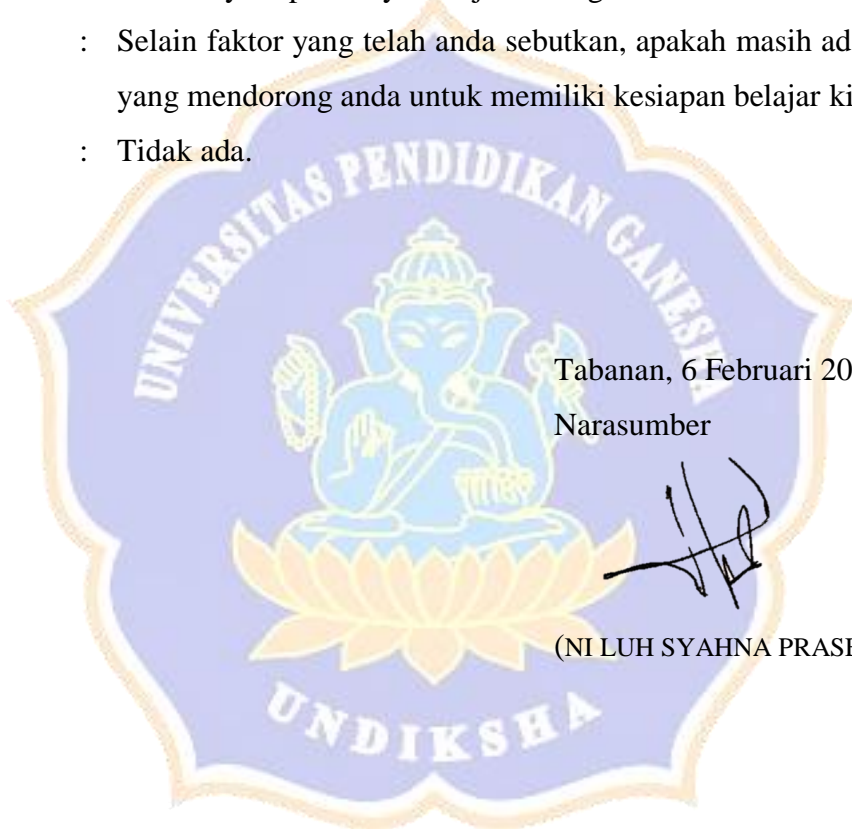 : Selain faktor yang telah anda sebutkan, apakah masih ad
yang mendorong anda untuk memiliki kesiapan belajar ki
: Tidak ada.
UNIVERSITAS PENDIDIKAN GANESHA
Tabanan, 6 Februari 20
Narasumber
(NI LUH SYAHNA PRASE
UNDIKSHA